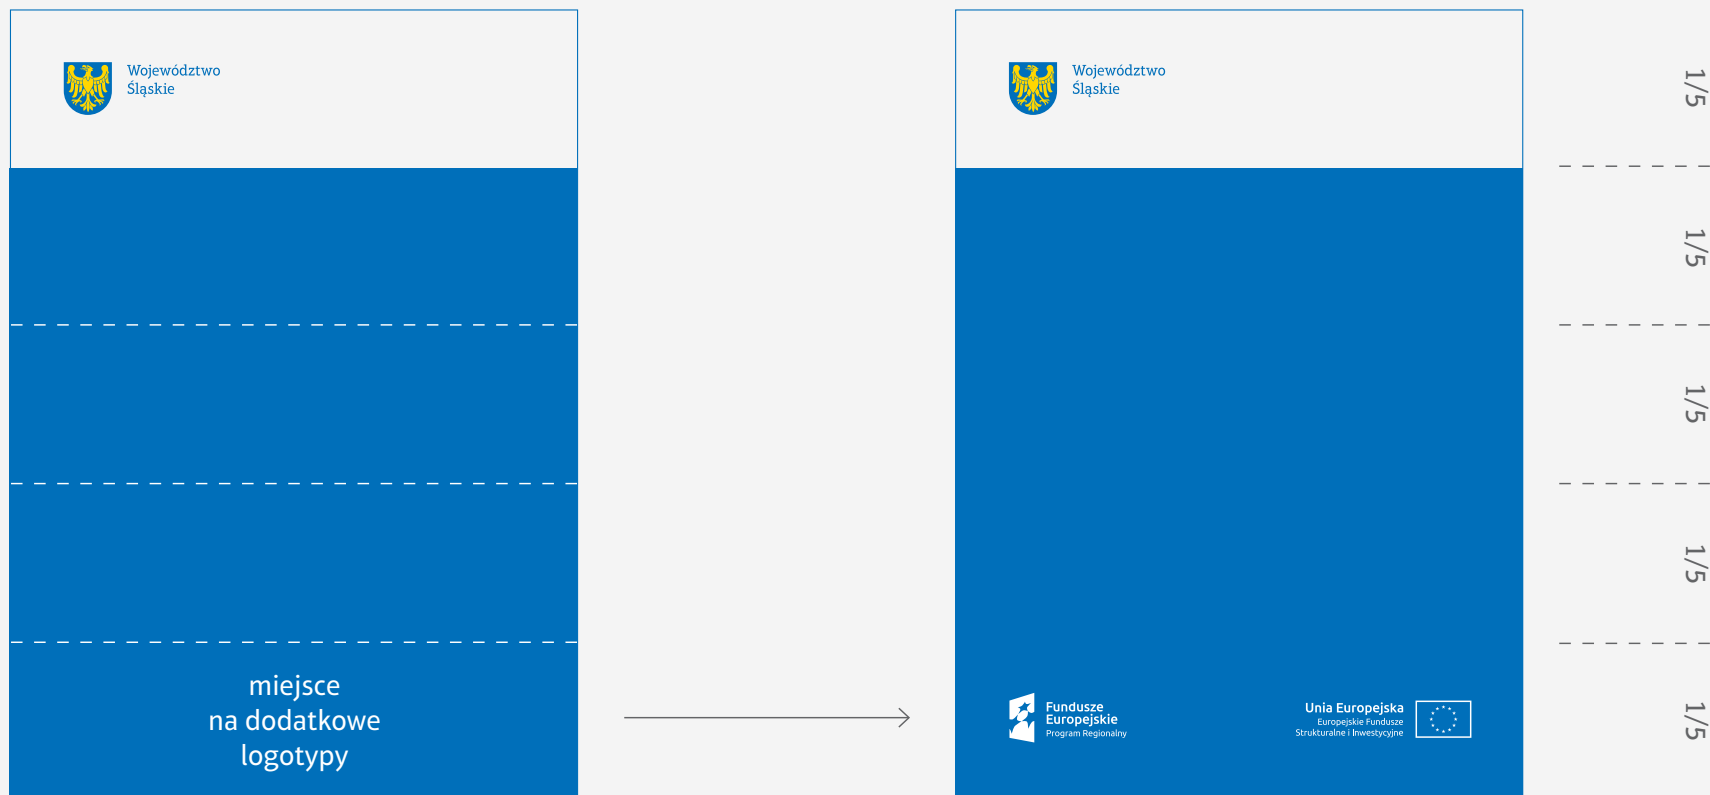 Województwo
Śląskie
miejsce
na dodatkowe
logotypy
Województwo
Śląskie
Fundusze
Europejskie
Program Regionalny
Unia Europejska
Europejskie Fundusze
Strukturalne i Inwestycyjne
1/5
1/5
1/5
1/5
1/5